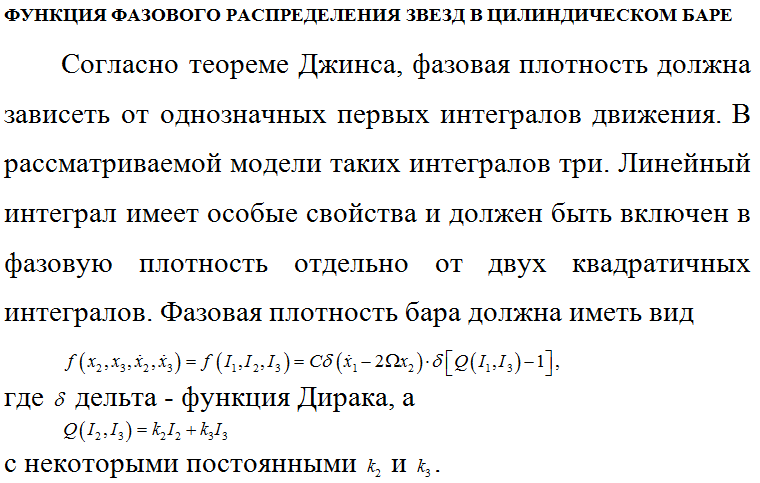 ФУНКЦИЯ ФАЗОВОГО РАСПРЕДЕЛЕНИЯ ЗВЕЗД В ЦИЛИНДИЧЕСКОМ БАРЕ
Согласно теореме Джинса, фазовая плотность должна
зависеть от однозначных первых интегралов движения. В
рассматриваемой модели таких интегралов три. Линейный
интеграл имеет особые свойства и должен быть включен в
фазовую плотность отдельно от двух квадратичных
интегралов. Фазовая плотность бара должна иметь вид
f(x₂,x₃,ẋ₂,ẋ₃)=f(I₁,I₂,I₃)=Cδ(ẋ₁−2Ωx₂)·δ[Q(I₁,I₃)−1],
где δ дельта - функция Дирака, а
Q(I₂,I₃)=k₂I₂+k₃I₃
с некоторыми постоянными k₂ и k₃.